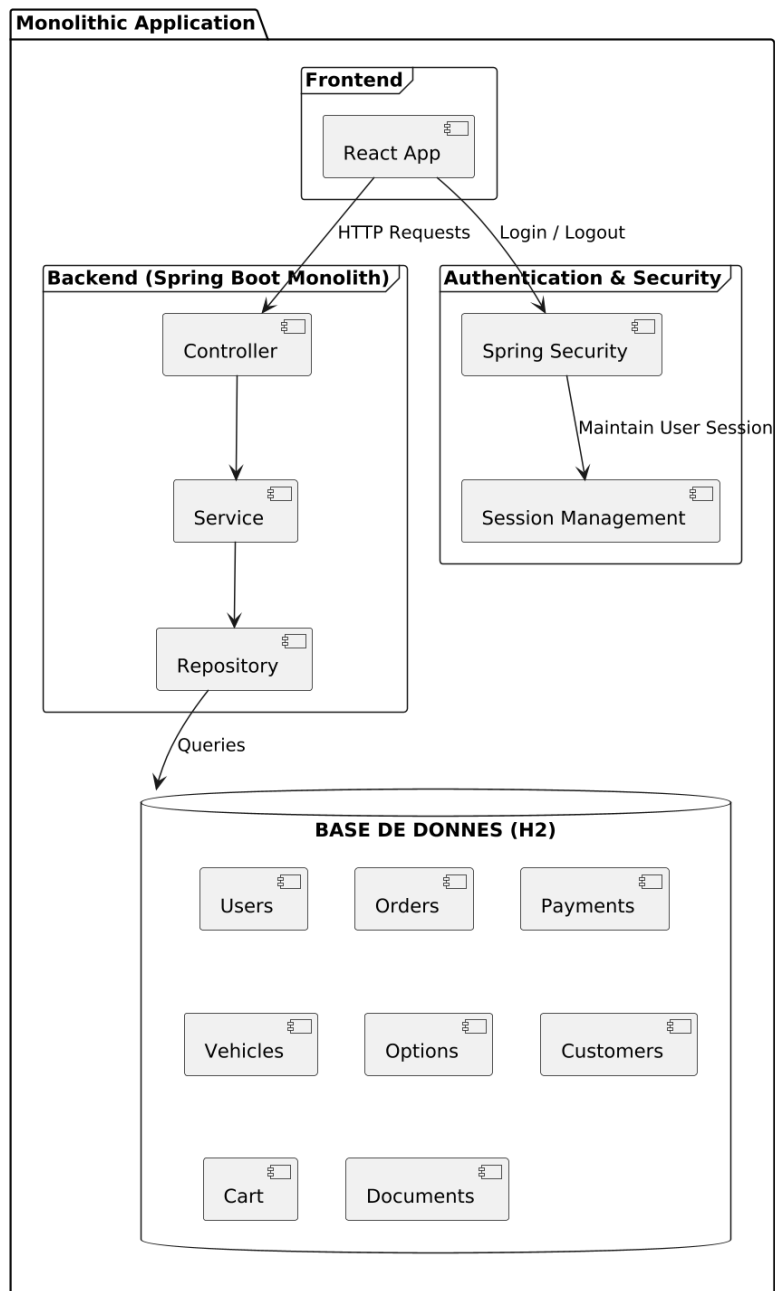 Monolithic Application
Frontend
React App
HTTP Requests
Login / Logout
Backend (Spring Boot Monolith)
Authentication & Security
Controller
Spring Security
Maintain User Session
Service
Session Management
Repository
Queries
BASE DE DONNES (H2)
Users
Orders
Payments
Vehicles
Options
Customers
Cart
Documents